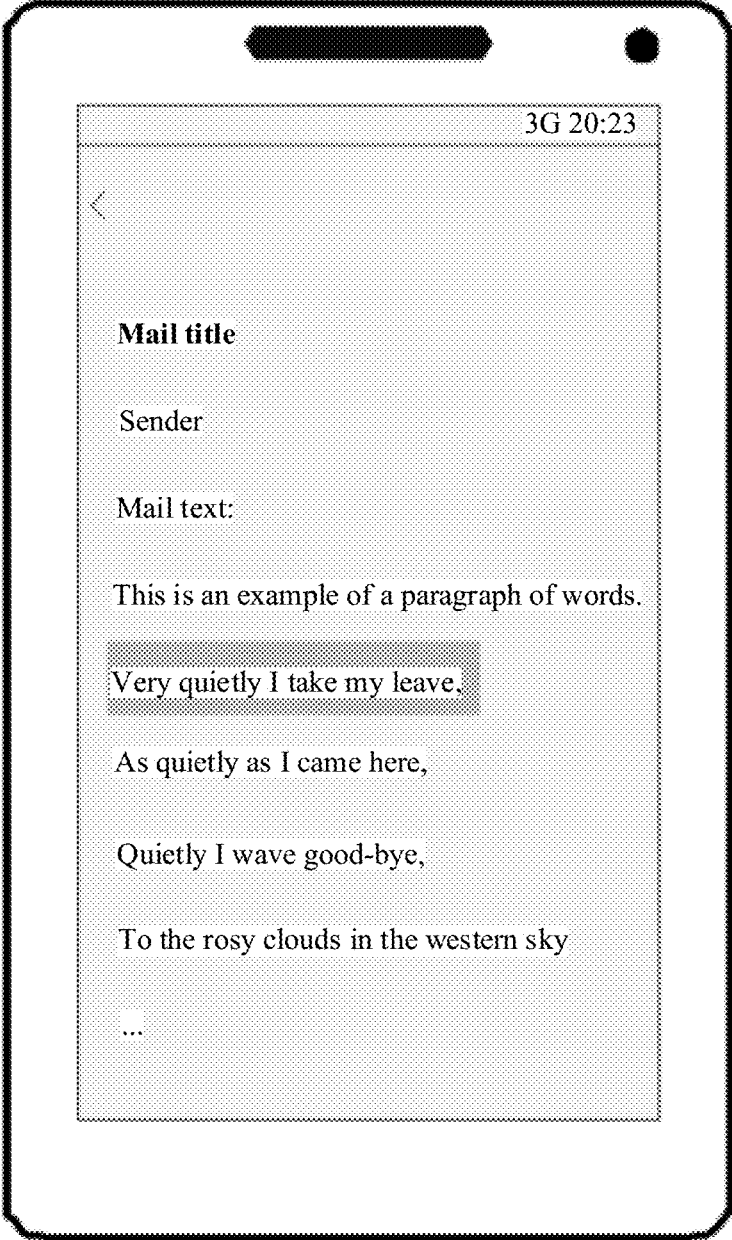 3G 20:23
<
Mail title
Sender
Mail text:
This is an example of a paragraph of words.
Very quietly I take my leave,
As quietly as I came here,
Quietly I wave good-bye,
To the rosy clouds in the western sky
...